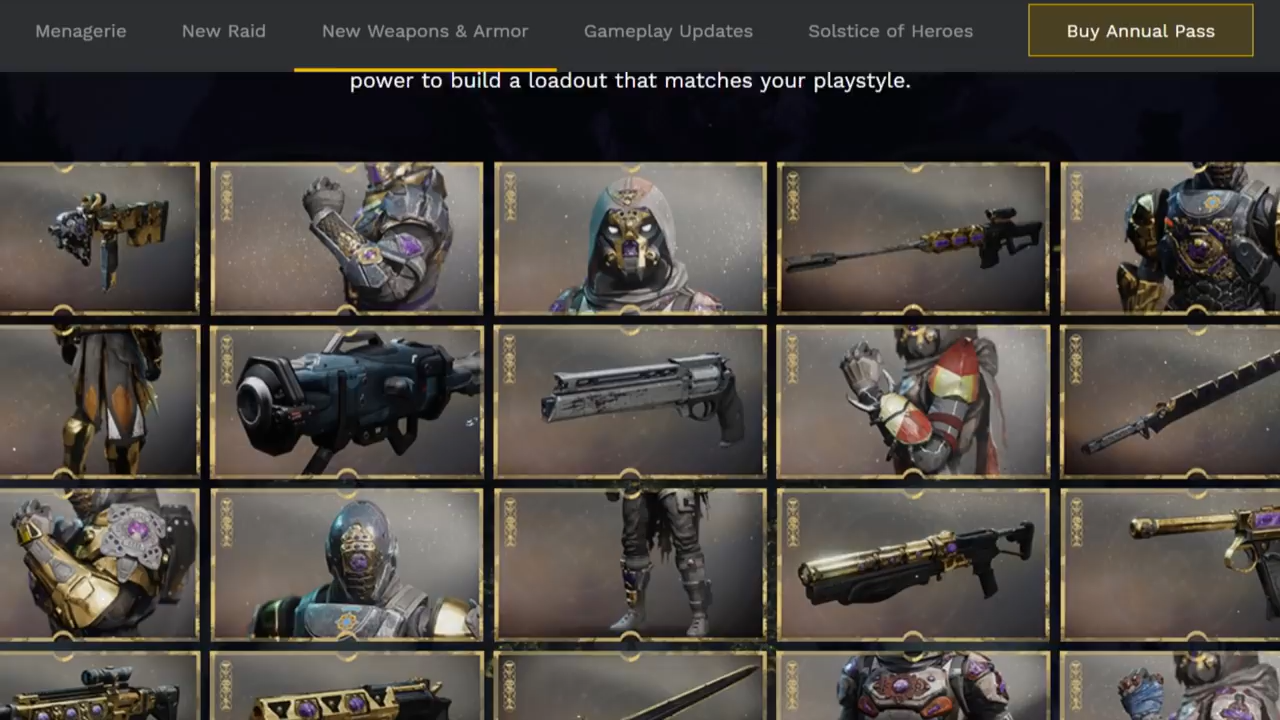 Menagerie
New Raid
New Weapons & Armor
Gameplay Updates
Solstice of Heroes
Buy Annual Pass
power to build a loadout that matches your playstyle.